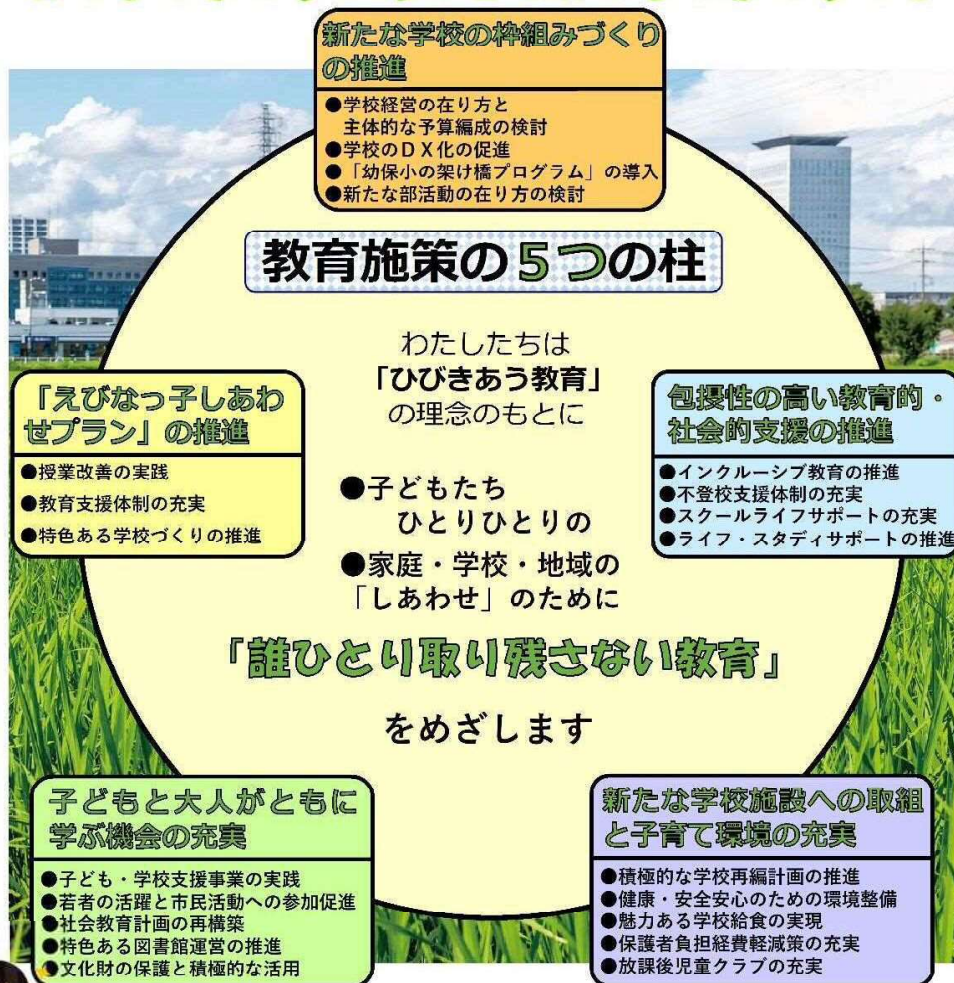 新たな学校の枠組みづくり
の推進
●学校経営の在り方と
主体的な予算編成の検討
●学校のDX化の促進
●「幼保小の架け橋プログラム」の導入
●新たな部活動の在り方の検討
教育施策の5つの柱
わたしたちは
「ひびきあう教育」
の理念のもとに
●子どもたち
ひとりひとりの
●家庭・学校・地域の
「しあわせ」のために
「誰ひとり取り残さない教育」
をめざします
「えびなっ子しあわ
せプラン」の推進
●授業改善の実践
●教育支援体制の充実
●特色ある学校づくりの推進
包摂性の高い教育的・
社会的支援の推進
●インクルーシブ教育の推進
●不登校支援体制の充実
●スクールライフサポートの充実
●ライフ・スタディサポートの推進
子どもと大人がともに
学ぶ機会の充実
●子ども・学校支援事業の実践
●若者の活躍と市民活動への参加促進
●社会教育計画の再構築
●特色ある図書館運営の推進
●文化財の保護と積極的な活用
新たな学校施設への取組
と子育て環境の充実
●積極的な学校再編計画の推進
●健康・安全安心のための環境整備
●魅力ある学校給食の実現
●保護者負担経費軽減策の充実
●放課後児童クラブの充実